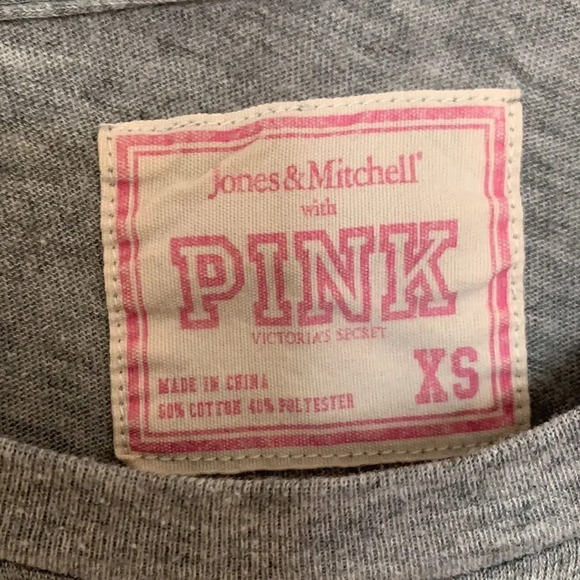 Jones & Mitchell®
with
PINK
VICTORIA'S SECRET
MADE IN CHINA
60% COTTON 40% POLYESTER
XS